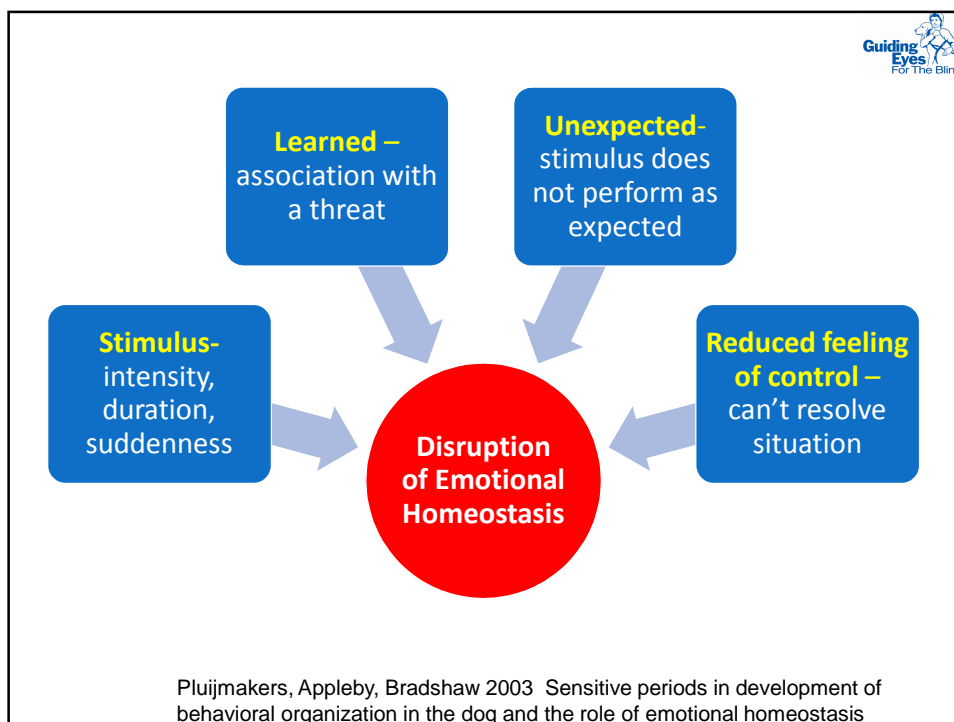 Guiding
Eyes
For The Blin
Learned –
association with
a threat
Unexpected-
stimulus does
not perform as
expected
Stimulus-
intensity,
duration,
suddenness
Reduced feeling
of control –
can't resolve
situation
Disruption
of Emotional
Homeostasis
Pluijmakers, Appleby, Bradshaw 2003 Sensitive periods in development of
behavioral organization in the dog and the role of emotional homeostasis